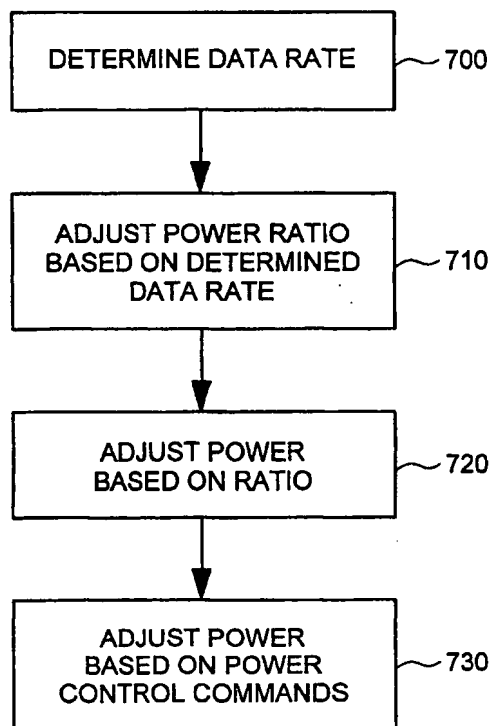 DETERMINE DATA RATE
700
ADJUST POWER RATIO
BASED ON DETERMINED
DATA RATE
710
ADJUST POWER
BASED ON RATIO
720
ADJUST POWER
BASED ON POWER
CONTROL COMMANDS
730